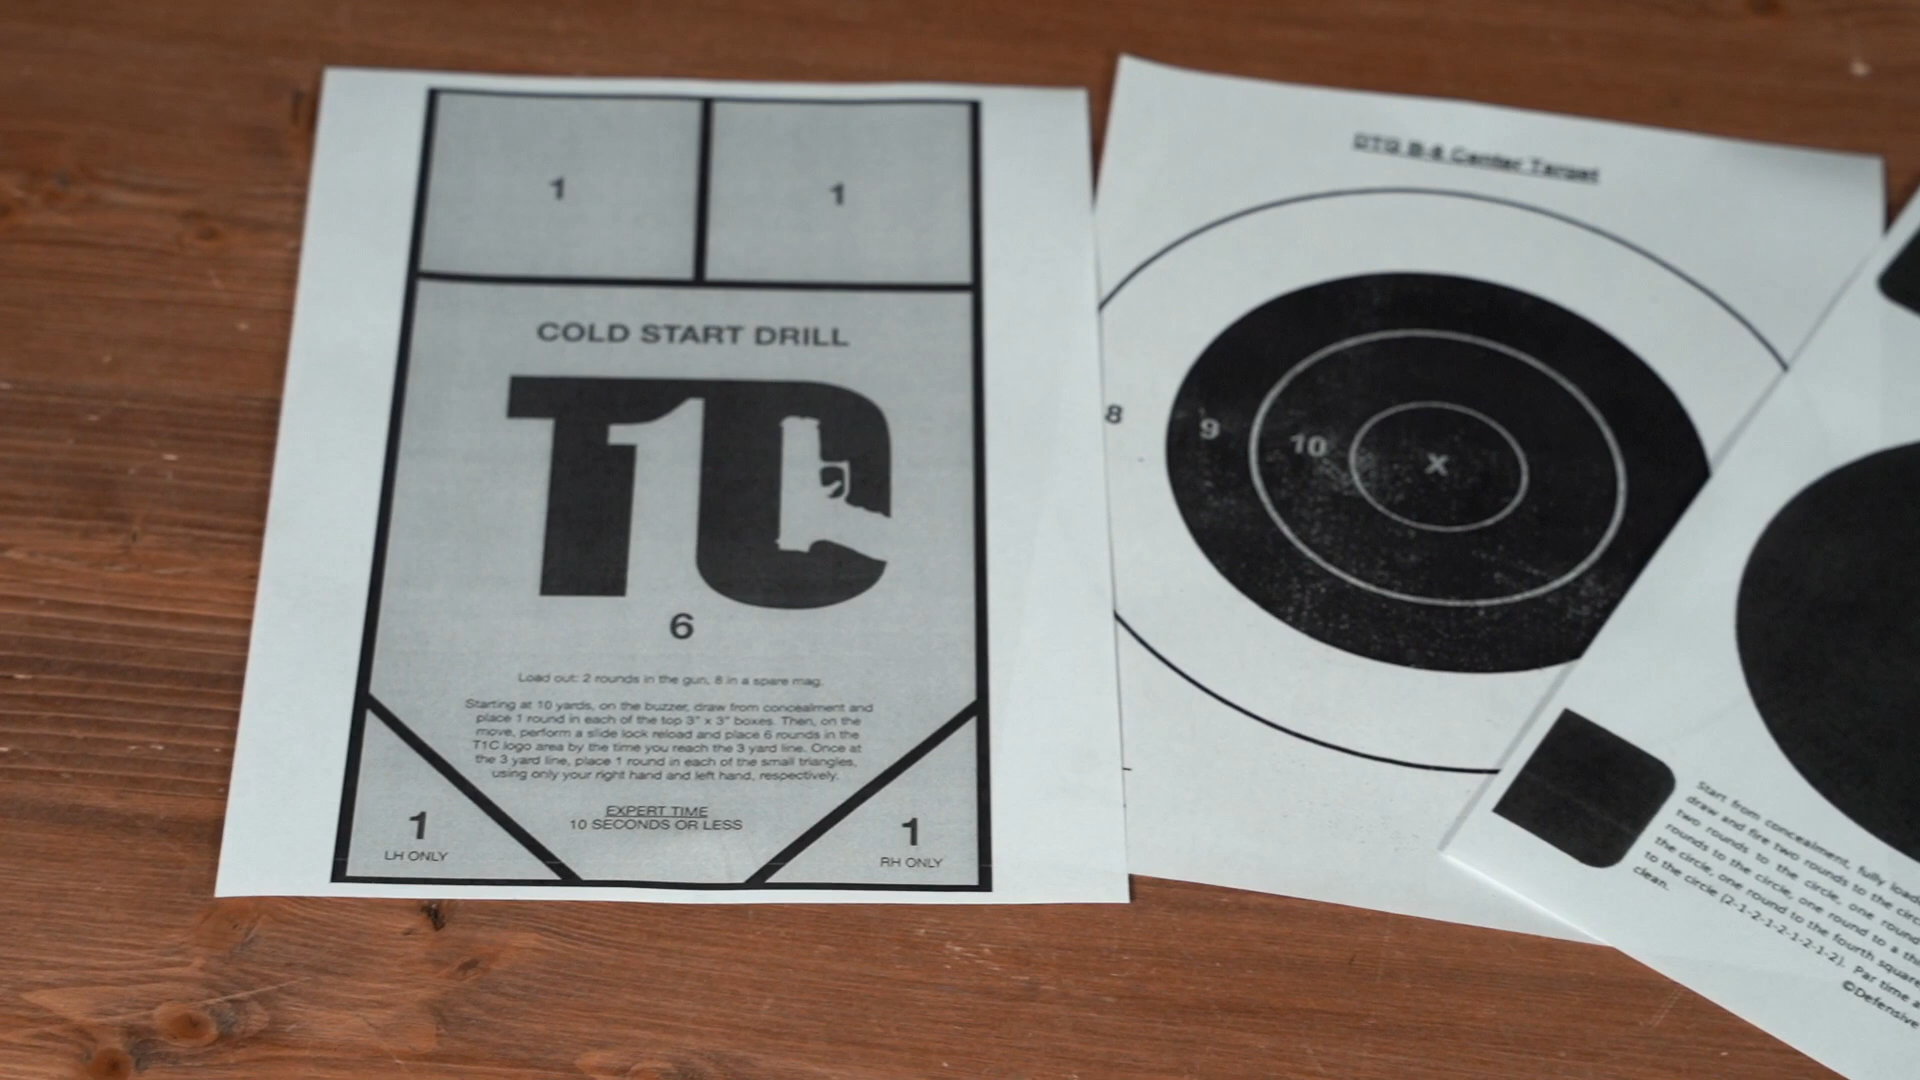 1
1
COLD START DRILL
T1C
6
Load out: 2 rounds in the gun, 8 in a spare mag.
Starting at 10 yards, on the buzzer, draw from concealment and
place 1 round in each of the top 3" x 3" boxes. Then, on the
move, perform a slide lock reload and place 6 rounds in the
T1C logo area by the time you reach the 3 yard line. Once at
the 3 yard line, place 1 round in each of the small triangles,
using only your right hand and left hand, respectively.
EXPERT TIME
10 SECONDS OR LESS
1
LH ONLY
1
RH ONLY
DTG B-8 Center Target
8
9
10
X
Start from concealment, fully
draw and fire two rounds to the
two rounds to the circle, one
rounds to the circle, one round to a
the circle, one round to the fourth square
to the circle (2-1-2-1-2-1-2-1-2). Par time
clean.
©Defensive